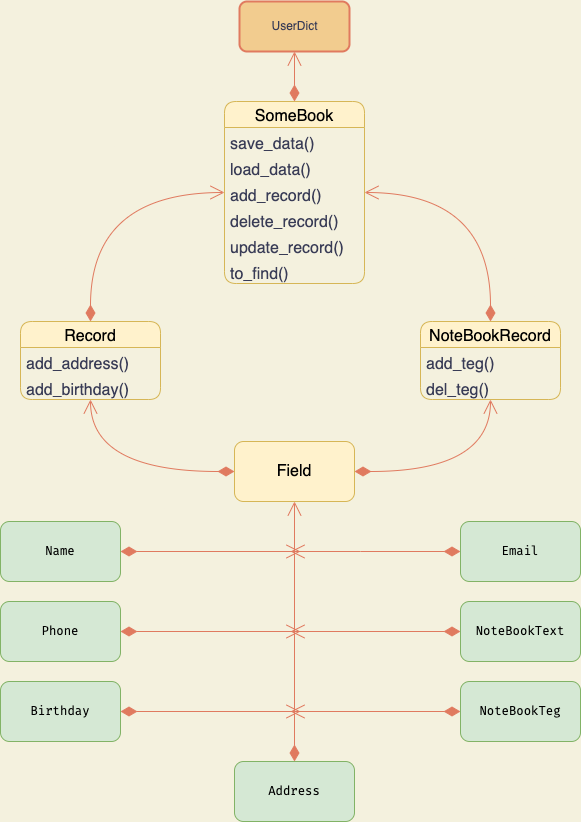 UserDict
SomeBook
save_data()
load_data()
add_record()
delete_record()
update_record()
to_find()
Record
add_address()
add_birthday()
NoteBookRecord
add_teg()
del_teg()
Field
Name
Email
Phone
NoteBookText
Birthday
NoteBookTeg
Address